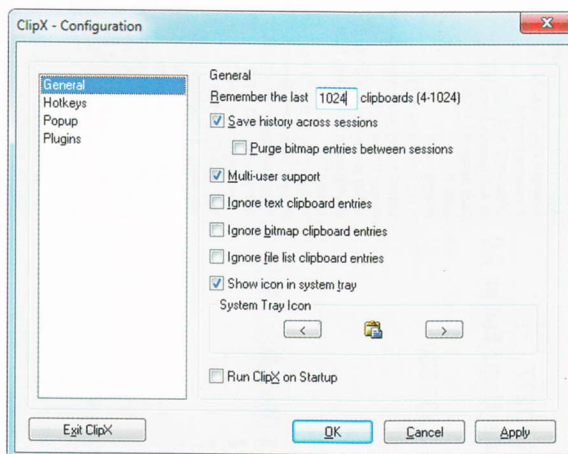 ClipX - Configuration
General
Hotkeys
Popup
Plugins
General
Remember the last 1024 clipboards (4-1024)
Save history across sessions
Purge bitmap entries between sessions
Multi-user support
Ignore text clipboard entries
Ignore bitmap clipboard entries
Ignore file list clipboard entries
Show icon in system tray
System Tray Icon
< >
Run ClipX on Startup
Exit ClipX OK Cancel Apply